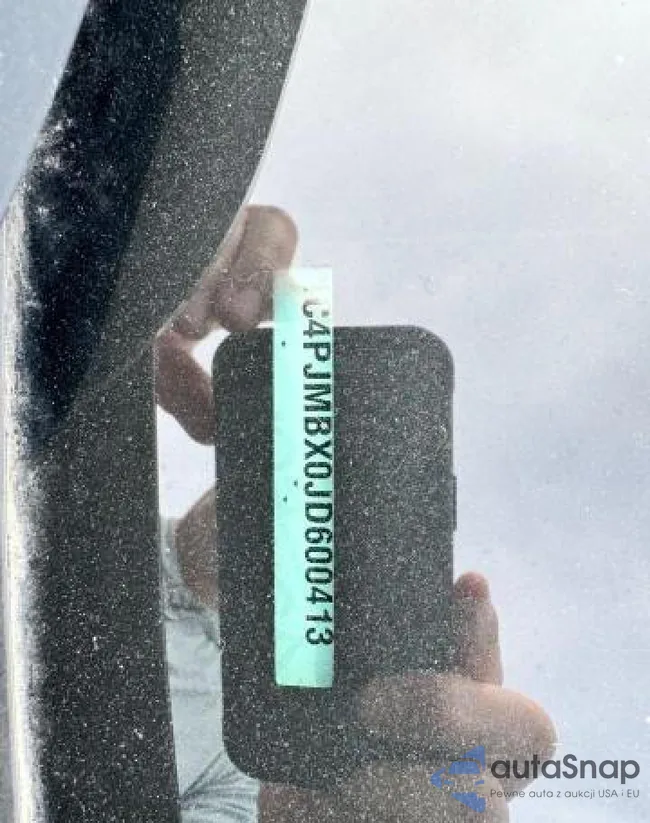 C4PJMBX0JD600413
autaSnap
Pewne auta z aukcji USA i EU